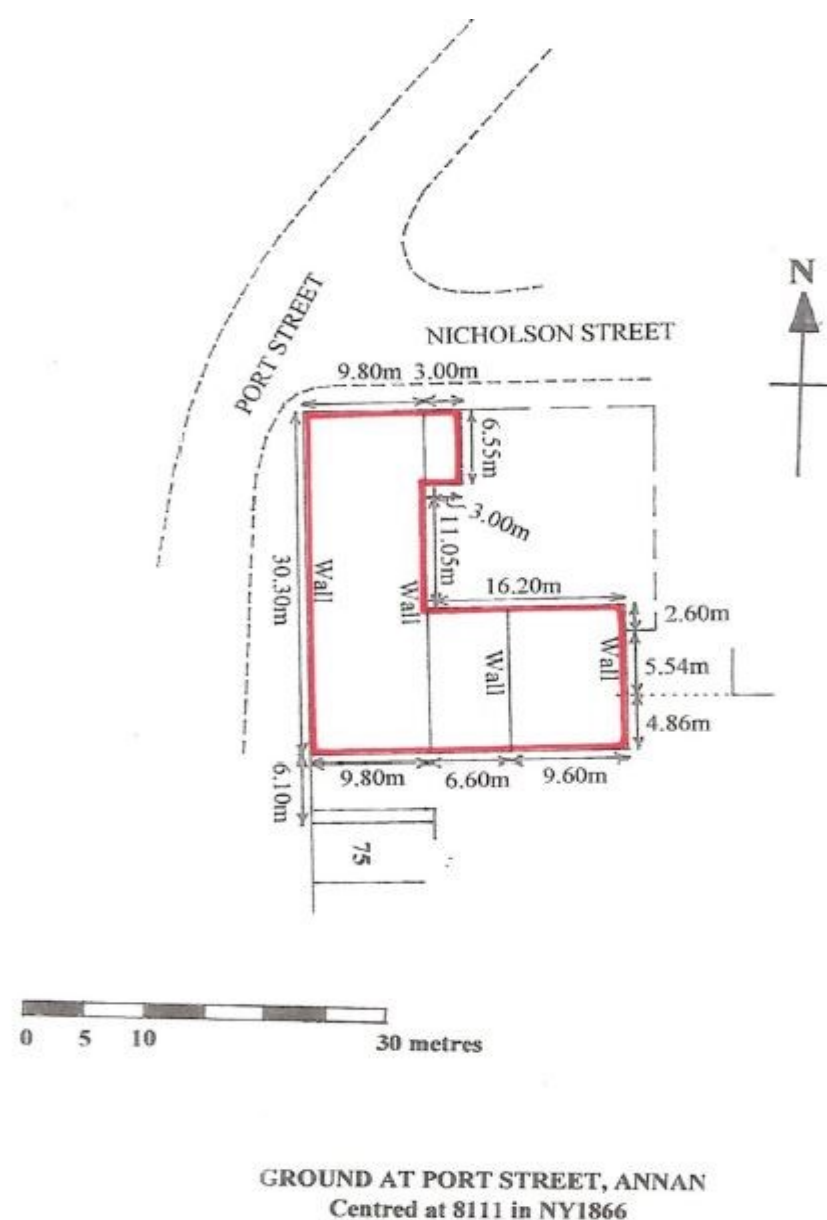 N
PORT STREET
NICHOLSON STREET
9.80m 3.00m
6.55m
3.00m
11.05m
30.30m
Wall
Wall
16.20m
2.60m
Wall
Wall
5.54m
4.86m
9.80m
6.60m
9.60m
6.10m
75
0 5 10 30 metres
GROUND AT PORT STREET, ANNAN
Centred at 8111 in NY1866